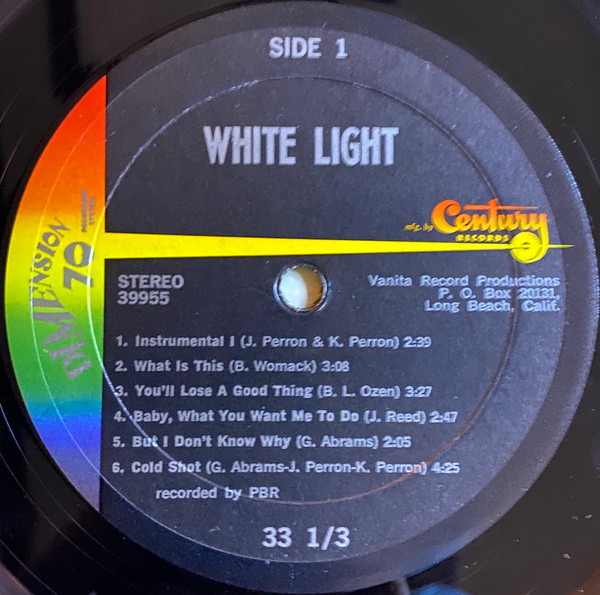 SIDE 1
WHITE LIGHT
mfg. by Century
RECORDS
DIMENSION
70
STEREO
39955
Vanita Record Productions
P. O. Box 20131,
Long Beach, Calif.
1. Instrumental I (J. Perron & K. Perron) 2:39
2. What Is This (B. Womack) 3:08
3. You'll Lose A Good Thing (B. L. Ozen) 3:27
4. Baby, What You Want Me To Do (J. Reed) 2:47
5. But I Don't Know Why (G. Abrams) 2:05
6. Cold Shot (G. Abrams-J. Perron-K. Perron) 4:25
recorded by PBR
33 1/3